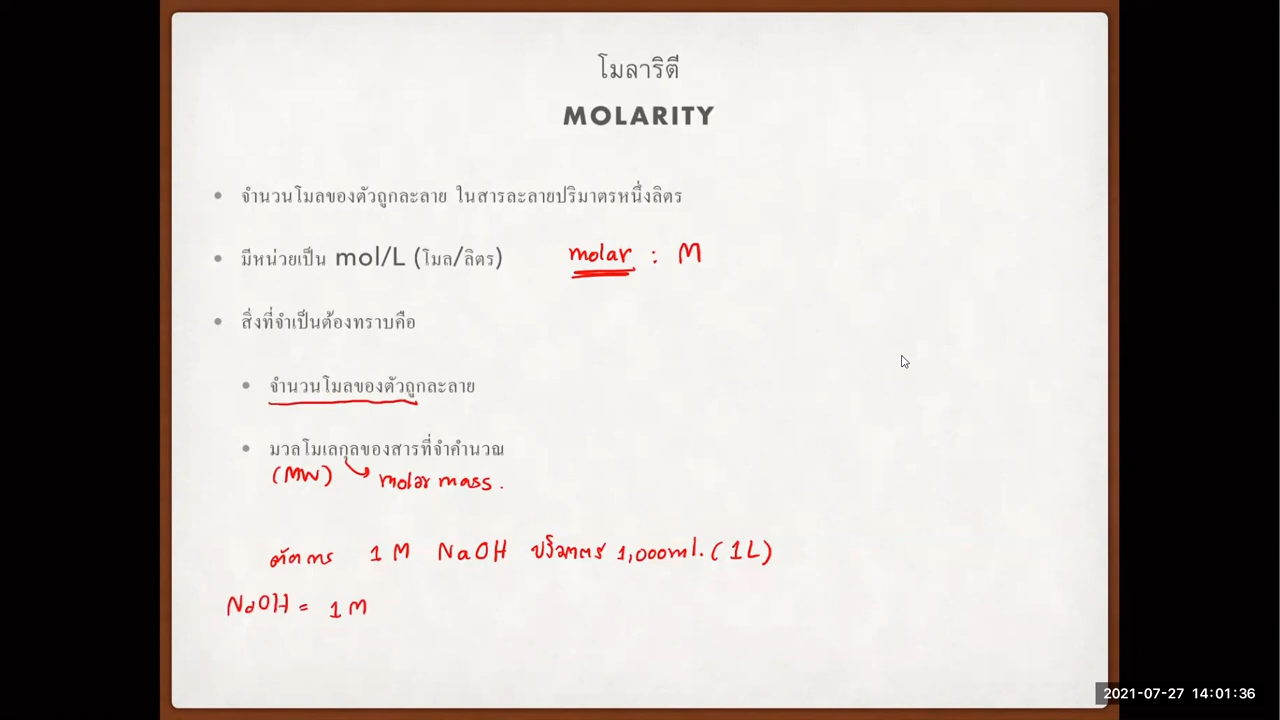 โมลาริตี
MOLARITY
• จำนวนโมลของตัวถูกละลาย ในสารละลายปริมาตรหนึ่งลิตร
• มีหน่วยเป็น mol/L (โมล/ลิตร) molar : M
• สิ่งที่จำเป็นต้องทราบคือ
• จำนวนโมลของตัวถูกละลาย
• มวลโมเลกุลของสารที่จำคำนวณ
(MW) molar mass.
ต้องการ 1 M NaOH ปริมาตร 1,000ml. (1L)
NaOH = 1 M
2021-07-27 14:01:36